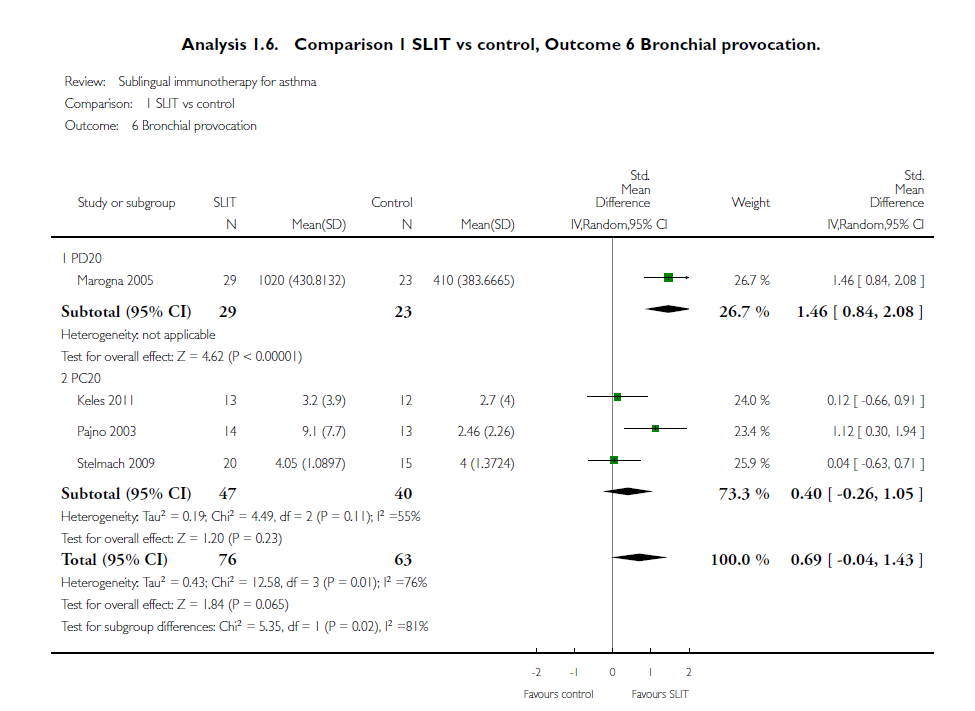 Analysis 1.6. Comparison 1 SLIT vs control, Outcome 6 Bronchial provocation.
Review: Sublingual immunotherapy for asthma
Comparison: 1 SLIT vs control
Outcome: 6 Bronchial provocation
Study or subgroup SLIT Control Std. Mean Difference Weight Std. Mean Difference
N Mean(SD) N Mean(SD) IV,Random,95% CI IV,Random,95% CI
1 PD20
Marogna 2005 29 1020 (430.8132) 23 410 (383.6665) 26.7 % 1.46 [ 0.84, 2.08 ]
Subtotal (95% CI) 29 23 26.7 % 1.46 [ 0.84, 2.08 ]
Heterogeneity: not applicable
Test for overall effect: Z = 4.62 (P < 0.00001)
2 PC20
Keles 2011 13 3.2 (3.9) 12 2.7 (4) 24.0 % 0.12 [ -0.66, 0.91 ]
Pajno 2003 14 9.1 (7.7) 13 2.46 (2.26) 23.4 % 1.12 [ 0.30, 1.94 ]
Stelmach 2009 20 4.05 (1.0897) 15 4 (1.3724) 25.9 % 0.04 [ -0.63, 0.71 ]
Subtotal (95% CI) 47 40 73.3 % 0.40 [ -0.26, 1.05 ]
Heterogeneity: Tau² = 0.19; Chi² = 4.49, df = 2 (P = 0.11); I² =55%
Test for overall effect: Z = 1.20 (P = 0.23)
Total (95% CI) 76 63 100.0 % 0.69 [ -0.04, 1.43 ]
Heterogeneity: Tau² = 0.43; Chi² = 12.58, df = 3 (P = 0.01); I² =76%
Test for overall effect: Z = 1.84 (P = 0.065)
Test for subgroup differences: Chi² = 5.35, df = 1 (P = 0.02), I² =81%
-2 -1 0 1 2
Favours control Favours SLIT